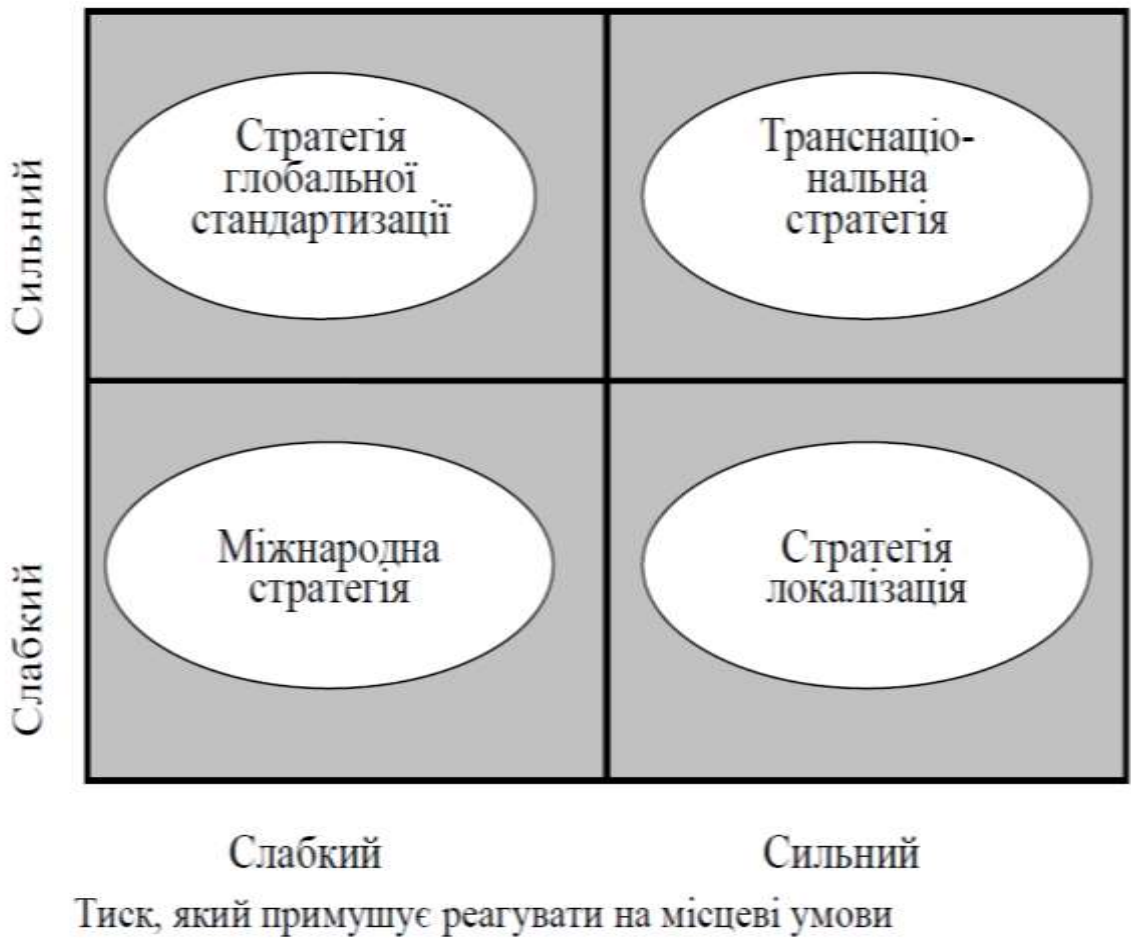 Сильний
Стратегія
глобальної
стандартизації
Транснаціо-
нальна
стратегія
Слабкий
Міжнародна
стратегія
Стратегія
локалізація
Слабкий
Сильний
Тиск, який примушує реагувати на місцеві умови